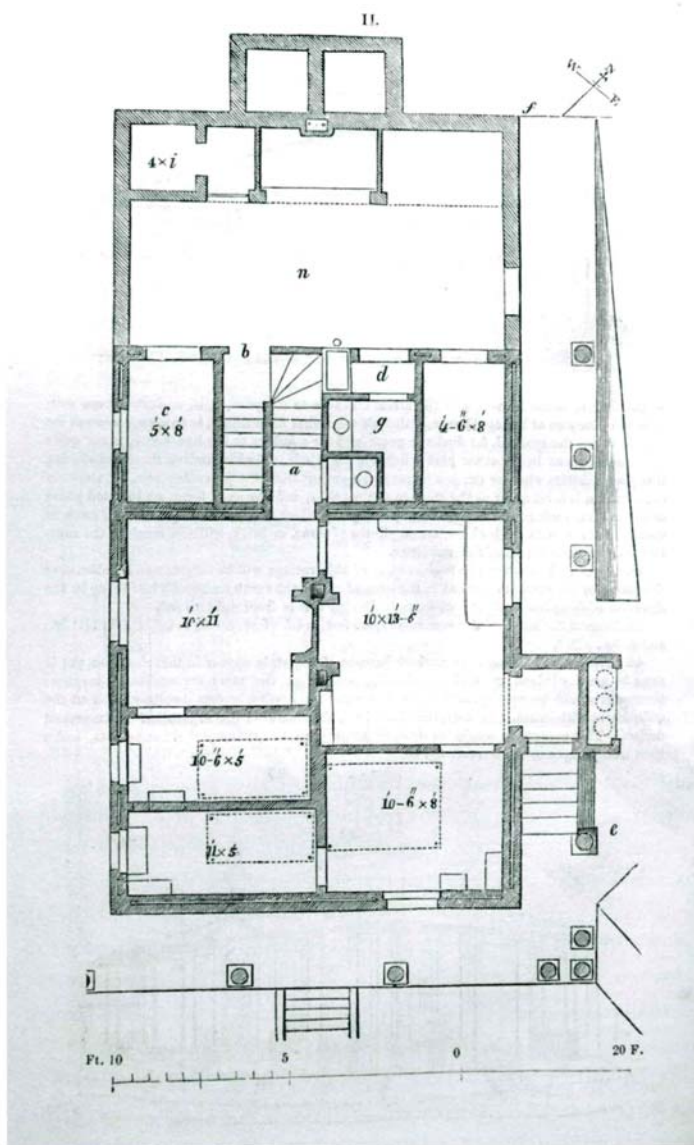 II.
W. N.
E.
f
4 × i
n
b
d
c
5 × 8'
g
4'-6" × 8'
a
10' × 11'
10' × 13'-6"
10'-6" × 5'
10'-6" × 8'
11' × 5'
e
Ft. 10 5 0 20 F.